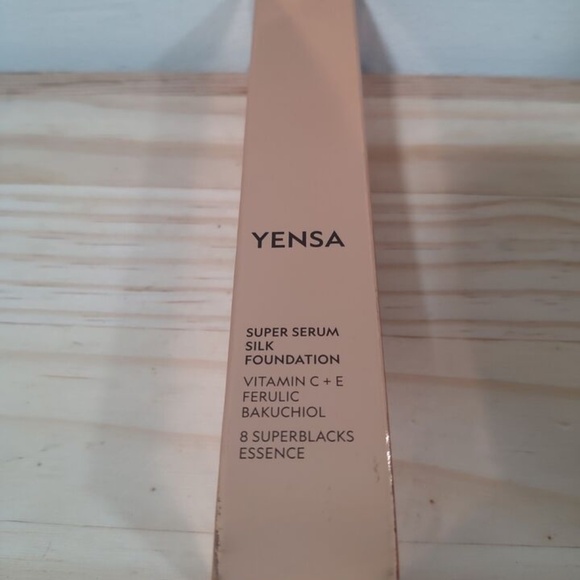 YENSA
SUPER SERUM
SILK
FOUNDATION
VITAMIN C + E
FERULIC
BAKUCHIOL
8 SUPERBLACKS
ESSENCE